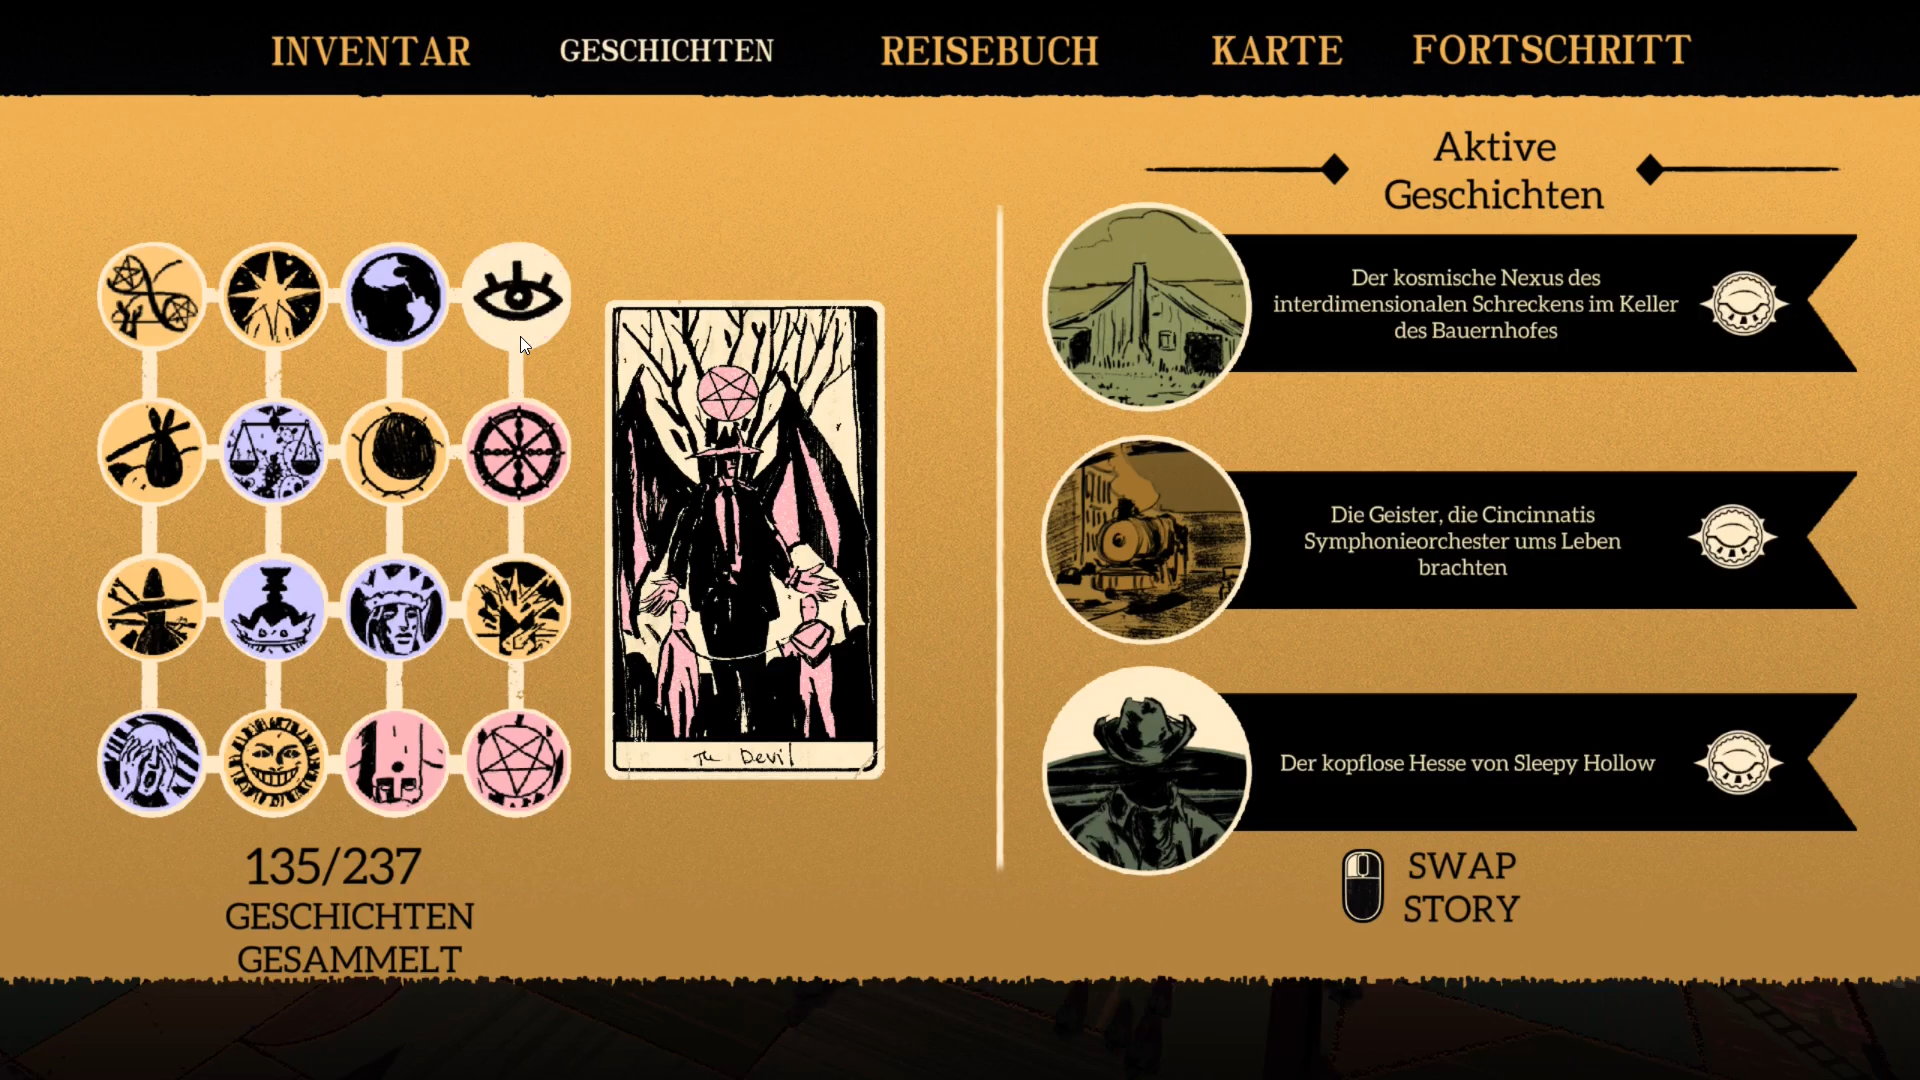 INVENTAR
GESCHICHTEN
REISEBUCH
KARTE
FORTSCHRITT
The Devil
135/237
GESCHICHTEN
GESAMMELT
Aktive
Geschichten
Der kosmische Nexus des
interdimensionalen Schreckens im Keller
des Bauernhofes
Die Geister, die Cincinnatis
Symphonieorchester ums Leben
brachten
Der kopflose Hesse von Sleepy Hollow
SWAP
STORY